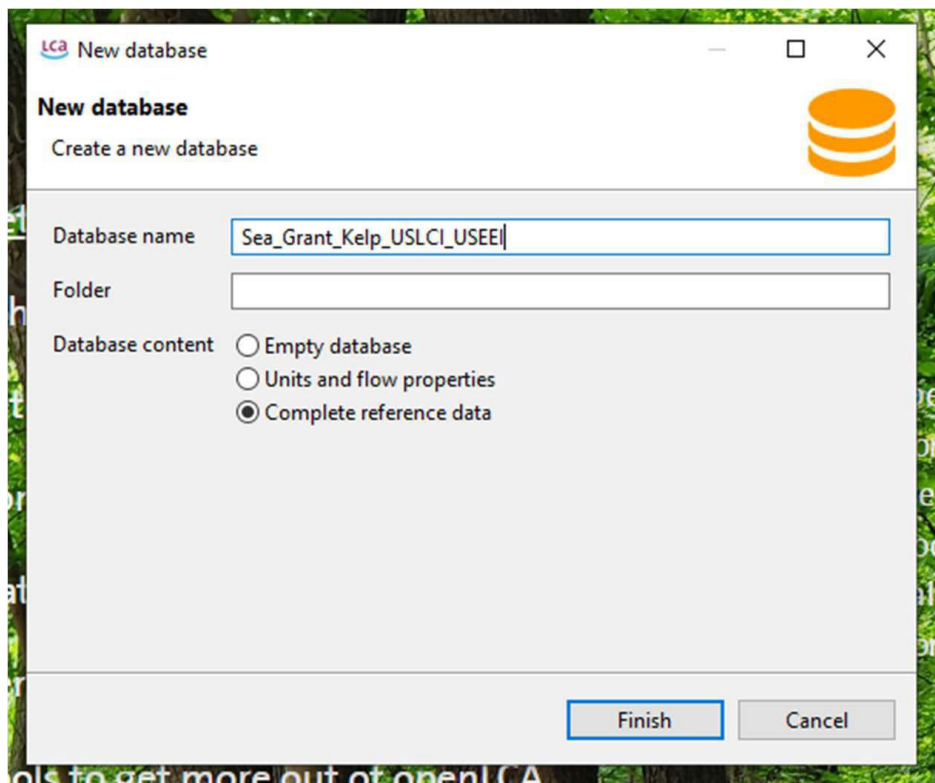 LCA New database
New database
Create a new database
Database name Sea_Grant_Kelp_USLCI_USEEI
Folder
Database content Empty database
Units and flow properties
Complete reference data
Finish Cancel
ols to get more out of openLCA